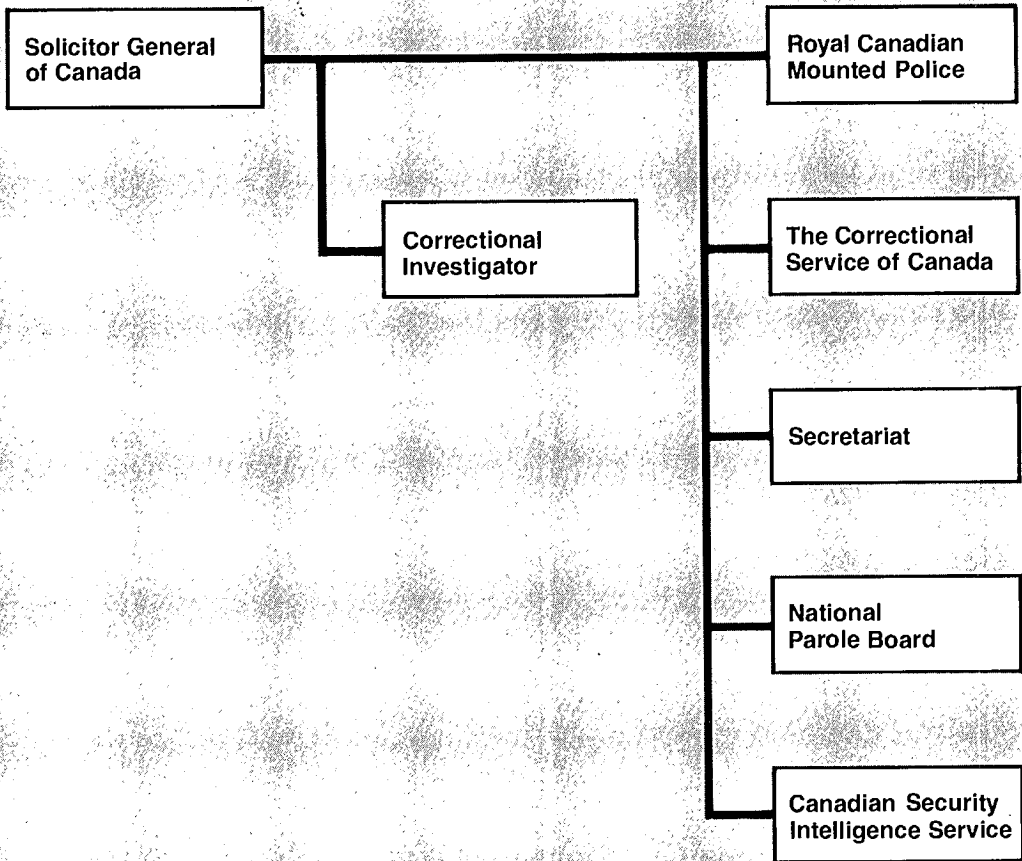 Solicitor General
of Canada
Royal Canadian
Mounted Police
Correctional
Investigator
The Correctional
Service of Canada
Secretariat
National
Parole Board
Canadian Security
Intelligence Service